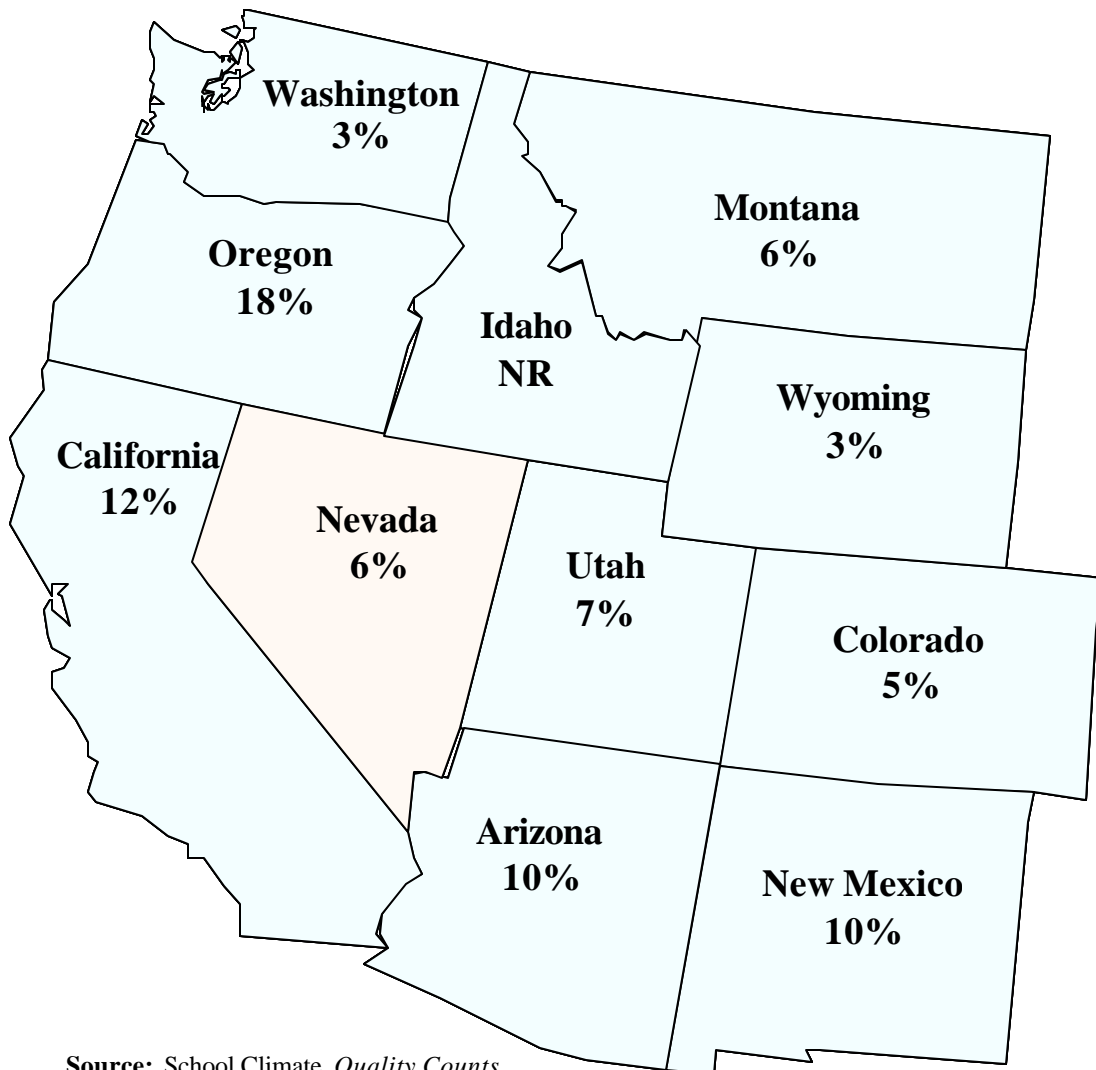 Washington
3%
Montana
6%
Oregon
18%
Idaho
NR
Wyoming
3%
California
12%
Nevada
6%
Utah
7%
Colorado
5%
Arizona
10%
New Mexico
10%
Source: School Climate, Quality Counts